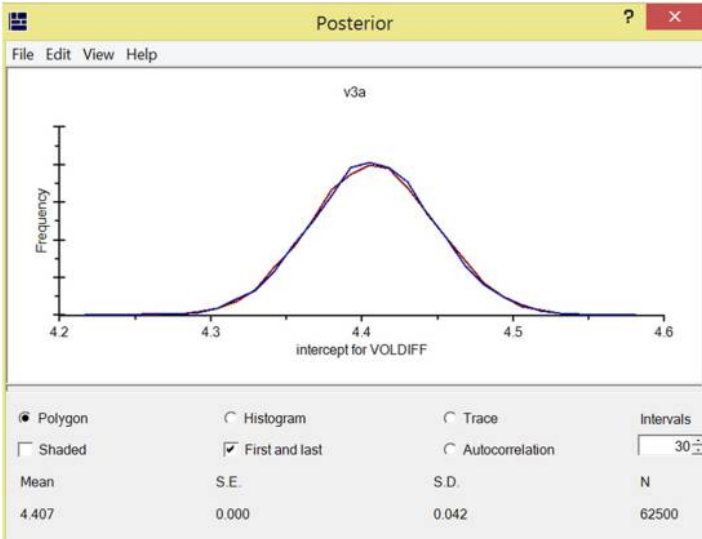 Posterior
?
×
File Edit View Help
v3a
Frequency
4.2 4.3 4.4 4.5 4.6
intercept for VOLDIFF
Polygon Histogram Trace Intervals
Shaded First and last Autocorrelation 30
Mean S.E. S.D. N
4.407 0.000 0.042 62500